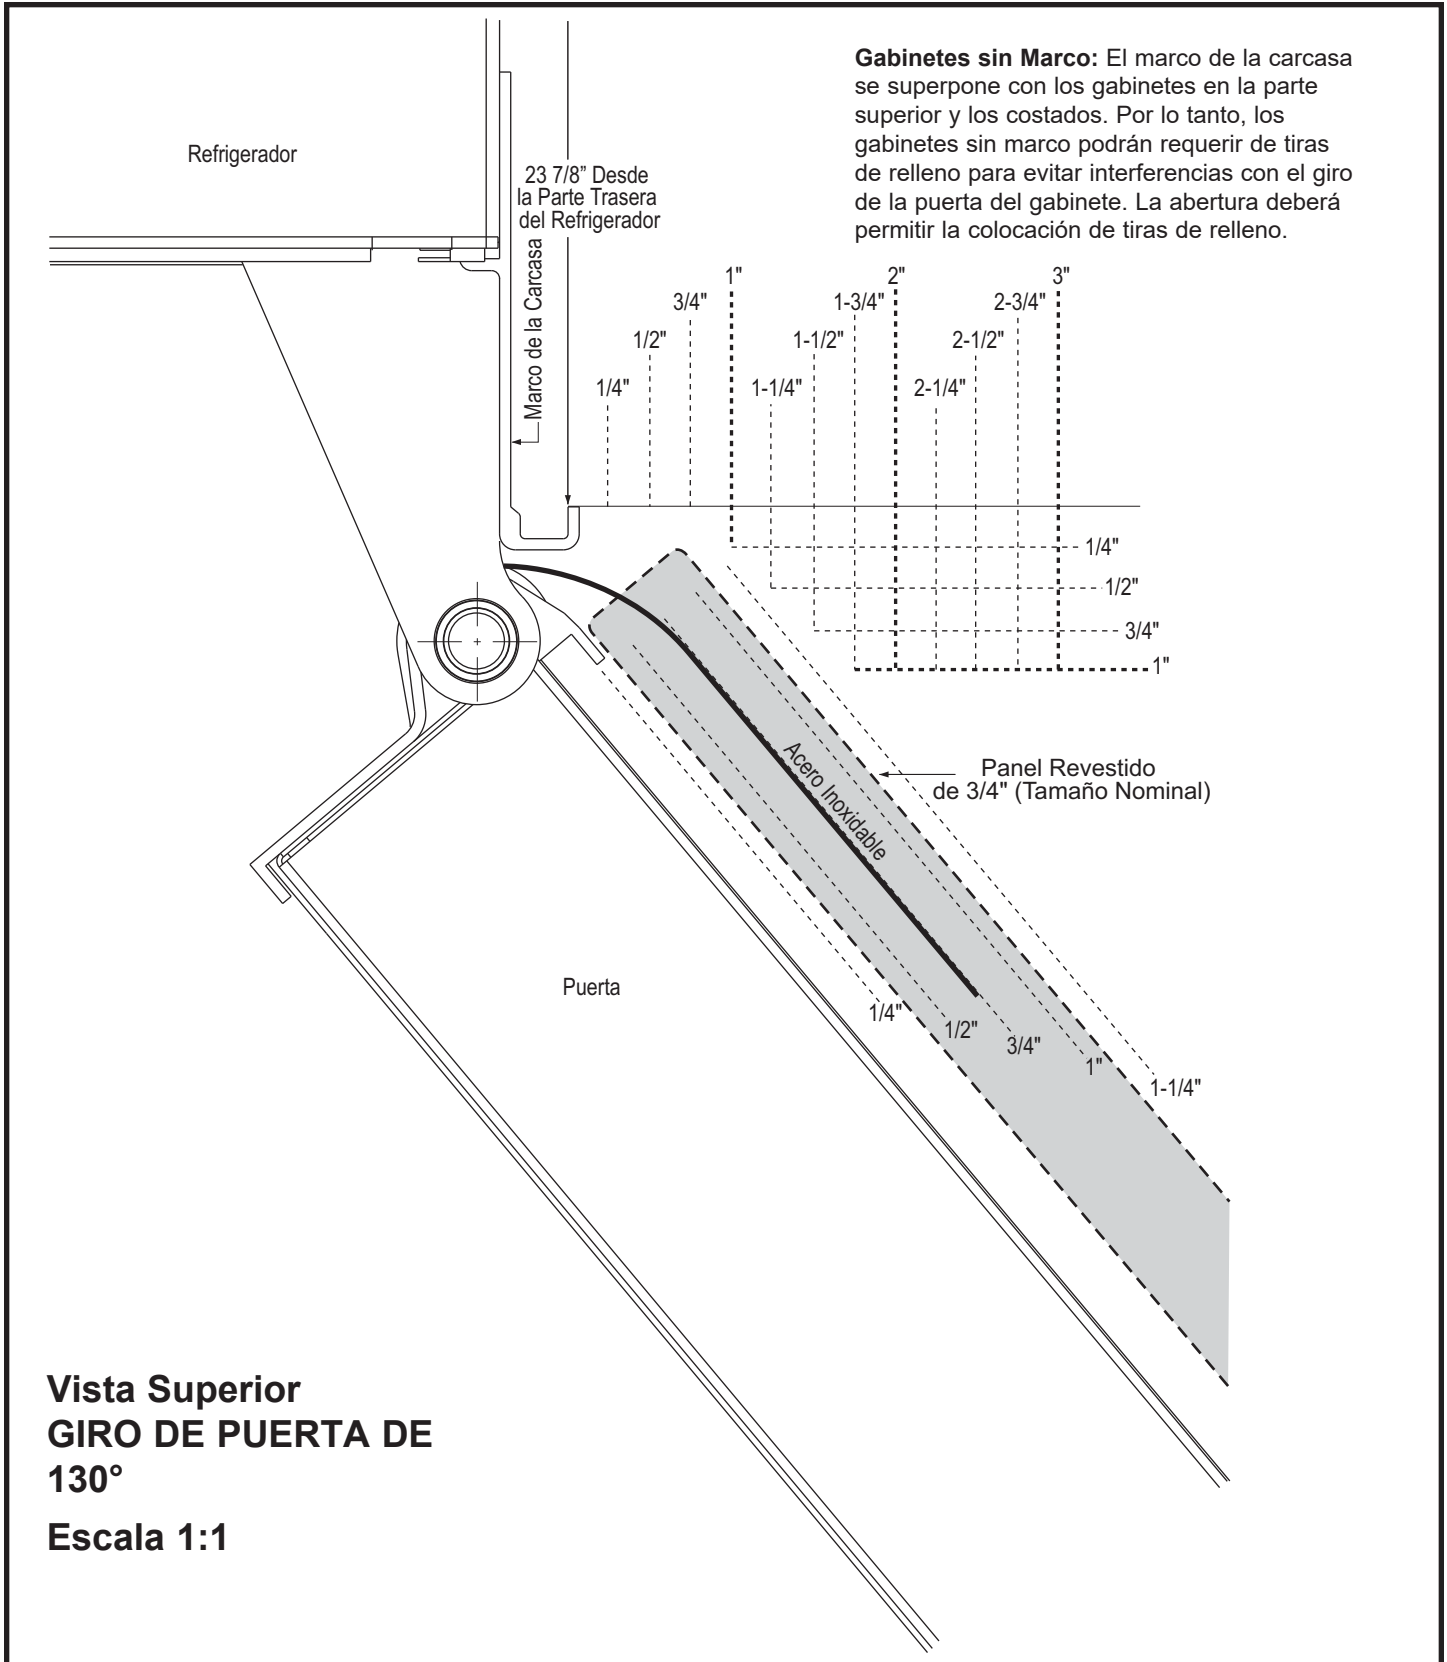 Gabinetes sin Marco: El marco de la carcasa
se superpone con los gabinetes en la parte
superior y los costados. Por lo tanto, los
gabinetes sin marco podrán requerir de tiras
de relleno para evitar interferencias con el giro
de la puerta del gabinete. La abertura deberá
permitir la colocación de tiras de relleno.
Refrigerador
23 7/8” Desde
la Parte Trasera
del Refrigerador
Marco de la Carcasa
1/4"
1/2"
3/4"
1"
1-1/4"
1-1/2"
1-3/4"
2"
2-1/4"
2-1/2"
2-3/4"
3"
1/4"
1/2"
3/4"
1"
Panel Revestido
de 3/4" (Tamaño Nominal)
Acero Inoxidable
Puerta
1/4"
1/2"
3/4"
1"
1-1/4"
Vista Superior
GIRO DE PUERTA DE
130°
Escala 1:1